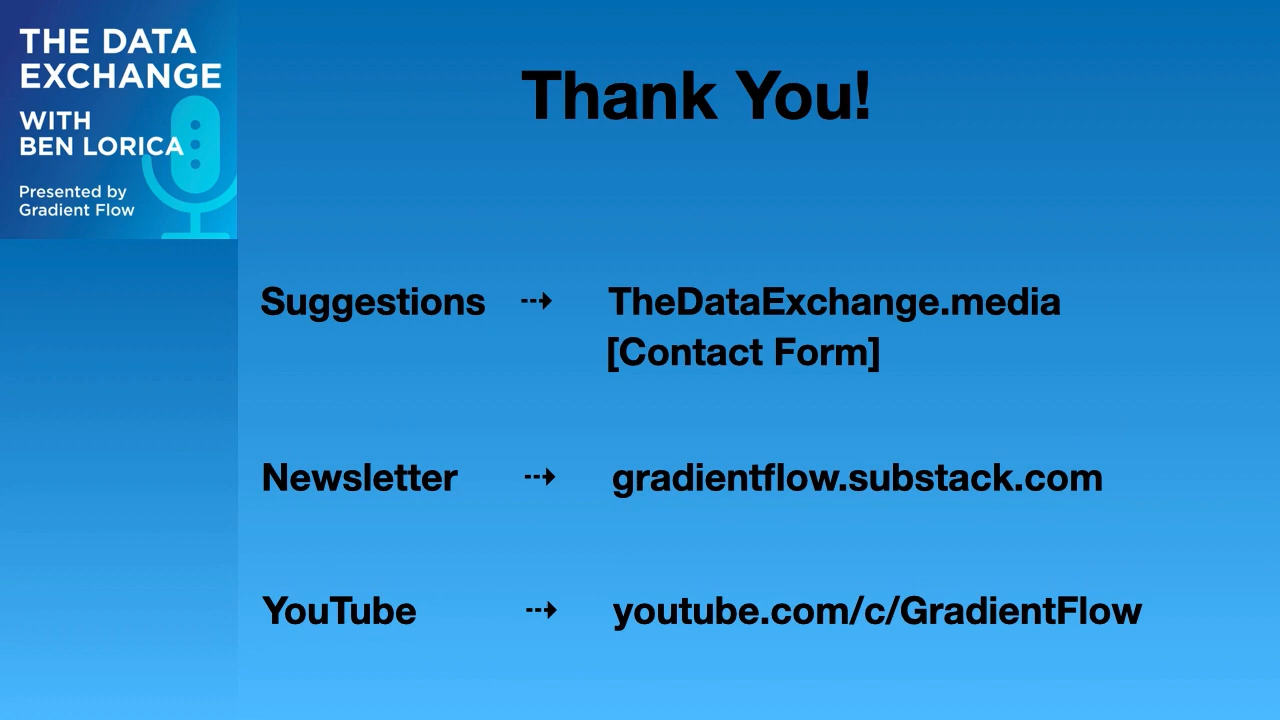 THE DATA
EXCHANGE
WITH
BEN LORICA
Presented by
Gradient Flow
Thank You!
Suggestions ⇢ TheDataExchange.media
[Contact Form]
Newsletter ⇢ gradientflow.substack.com
YouTube ⇢ youtube.com/c/GradientFlow